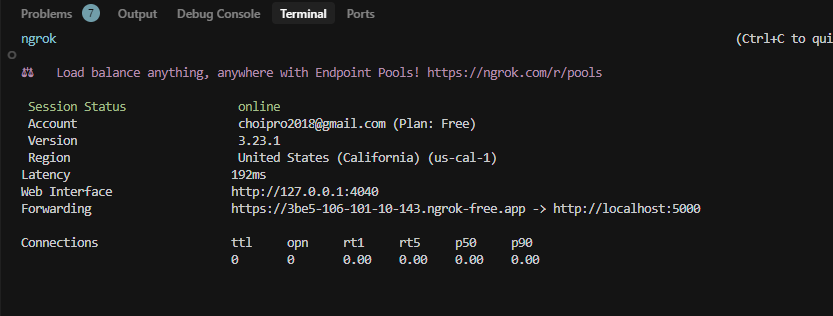 Problems 7 Output Debug Console Terminal Ports
ngrok (Ctrl+C to qui
Load balance anything, anywhere with Endpoint Pools! https://ngrok.com/r/pools
Session Status online
Account choipro2018@gmail.com (Plan: Free)
Version 3.23.1
Region United States (California) (us-cal-1)
Latency 192ms
Web Interface http://127.0.0.1:4040
Forwarding https://3be5-106-101-10-143.ngrok-free.app -> http://localhost:5000
Connections ttl opn rt1 rt5 p50 p90
0 0 0.00 0.00 0.00 0.00